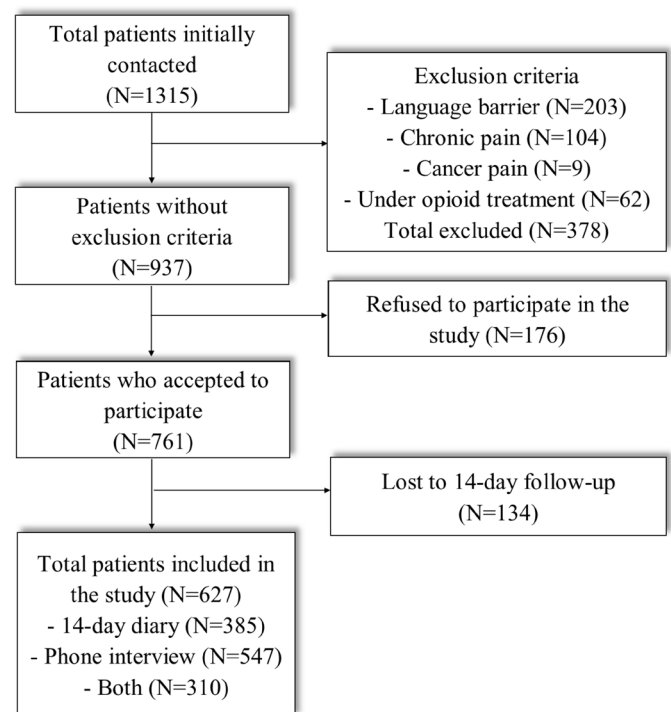 Total patients initially
contacted
(N=1315)
Exclusion criteria
- Language barrier (N=203)
- Chronic pain (N=104)
- Cancer pain (N=9)
- Under opioid treatment (N=62)
Total excluded (N=378)
Patients without
exclusion criteria
(N=937)
Refused to participate in the
study (N=176)
Patients who accepted to
participate
(N=761)
Lost to 14-day follow-up
(N=134)
Total patients included in
the study (N=627)
- 14-day diary (N=385)
- Phone interview (N=547)
- Both (N=310)